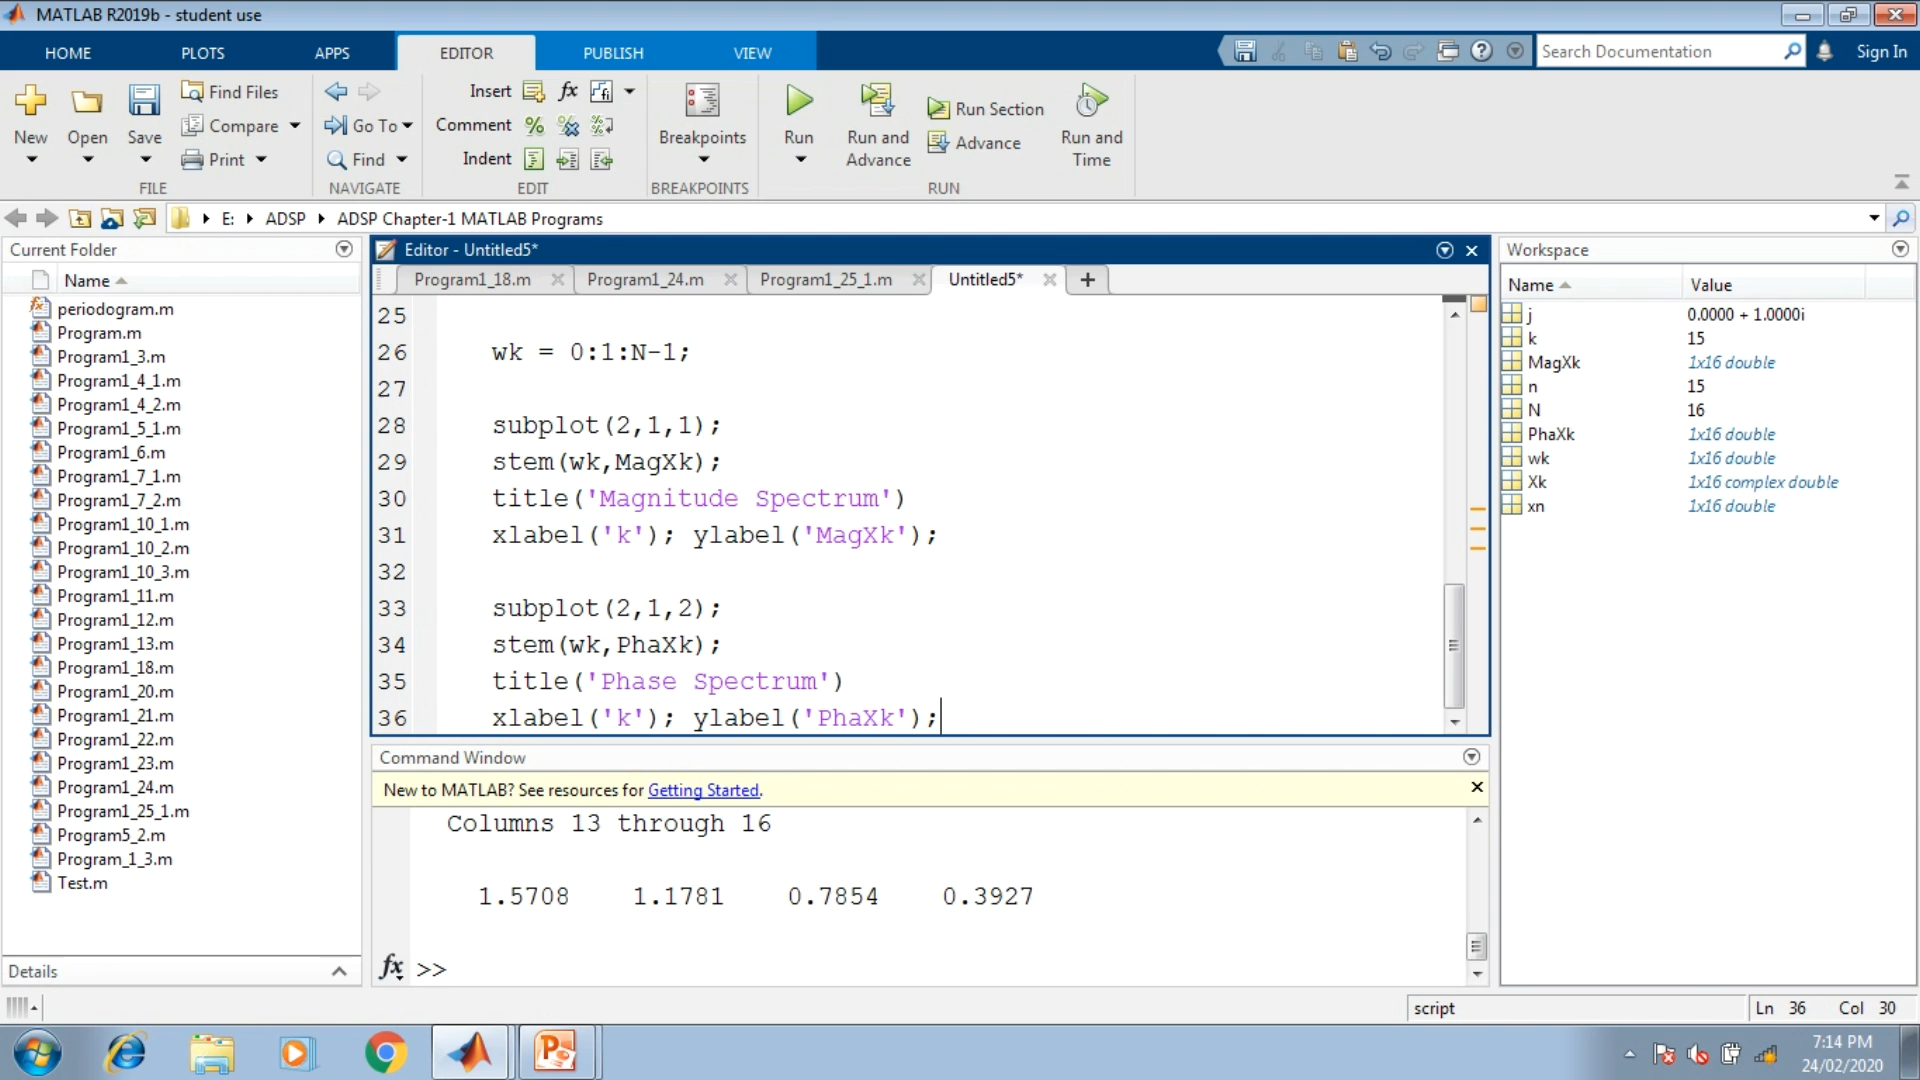 MATLAB R2019b - student use
HOME PLOTS APPS EDITOR PUBLISH VIEW
Search Documentation
Sign In
New Open Save
Find Files
Compare
Print
FILE
Go To
Find
NAVIGATE
Insert fx
Comment
Indent
EDIT
Breakpoints
BREAKPOINTS
Run
Run and Advance
Run Section
Advance
Run and Time
RUN
E: ADSP ADSP Chapter-1 MATLAB Programs
Current Folder
Name
periodogram.m
Program.m
Program1_3.m
Program1_4_1.m
Program1_4_2.m
Program1_5_1.m
Program1_6.m
Program1_7_1.m
Program1_7_2.m
Program1_10_1.m
Program1_10_2.m
Program1_10_3.m
Program1_11.m
Program1_12.m
Program1_13.m
Program1_18.m
Program1_20.m
Program1_21.m
Program1_22.m
Program1_23.m
Program1_24.m
Program1_25_1.m
Program5_2.m
Program_1_3.m
Test.m
Details
Editor - Untitled5*
Program1_18.m Program1_24.m Program1_25_1.m Untitled5*
25
26 wk = 0:1:N-1;
27
28 subplot(2,1,1);
29 stem(wk,MagXk);
30 title('Magnitude Spectrum')
31 xlabel('k'); ylabel('MagXk');
32
33 subplot(2,1,2);
34 stem(wk,PhaXk);
35 title('Phase Spectrum')
36 xlabel('k'); ylabel('PhaXk');
Command Window
New to MATLAB? See resources for Getting Started.
Columns 13 through 16
1.5708 1.1781 0.7854 0.3927
fx >>
Workspace
Name Value
j 0.0000 + 1.0000i
k 15
MagXk 1x16 double
n 15
N 16
PhaXk 1x16 double
wk 1x16 double
Xk 1x16 complex double
xn 1x16 double
script
Ln 36 Col 30
7:14 PM
24/02/2020